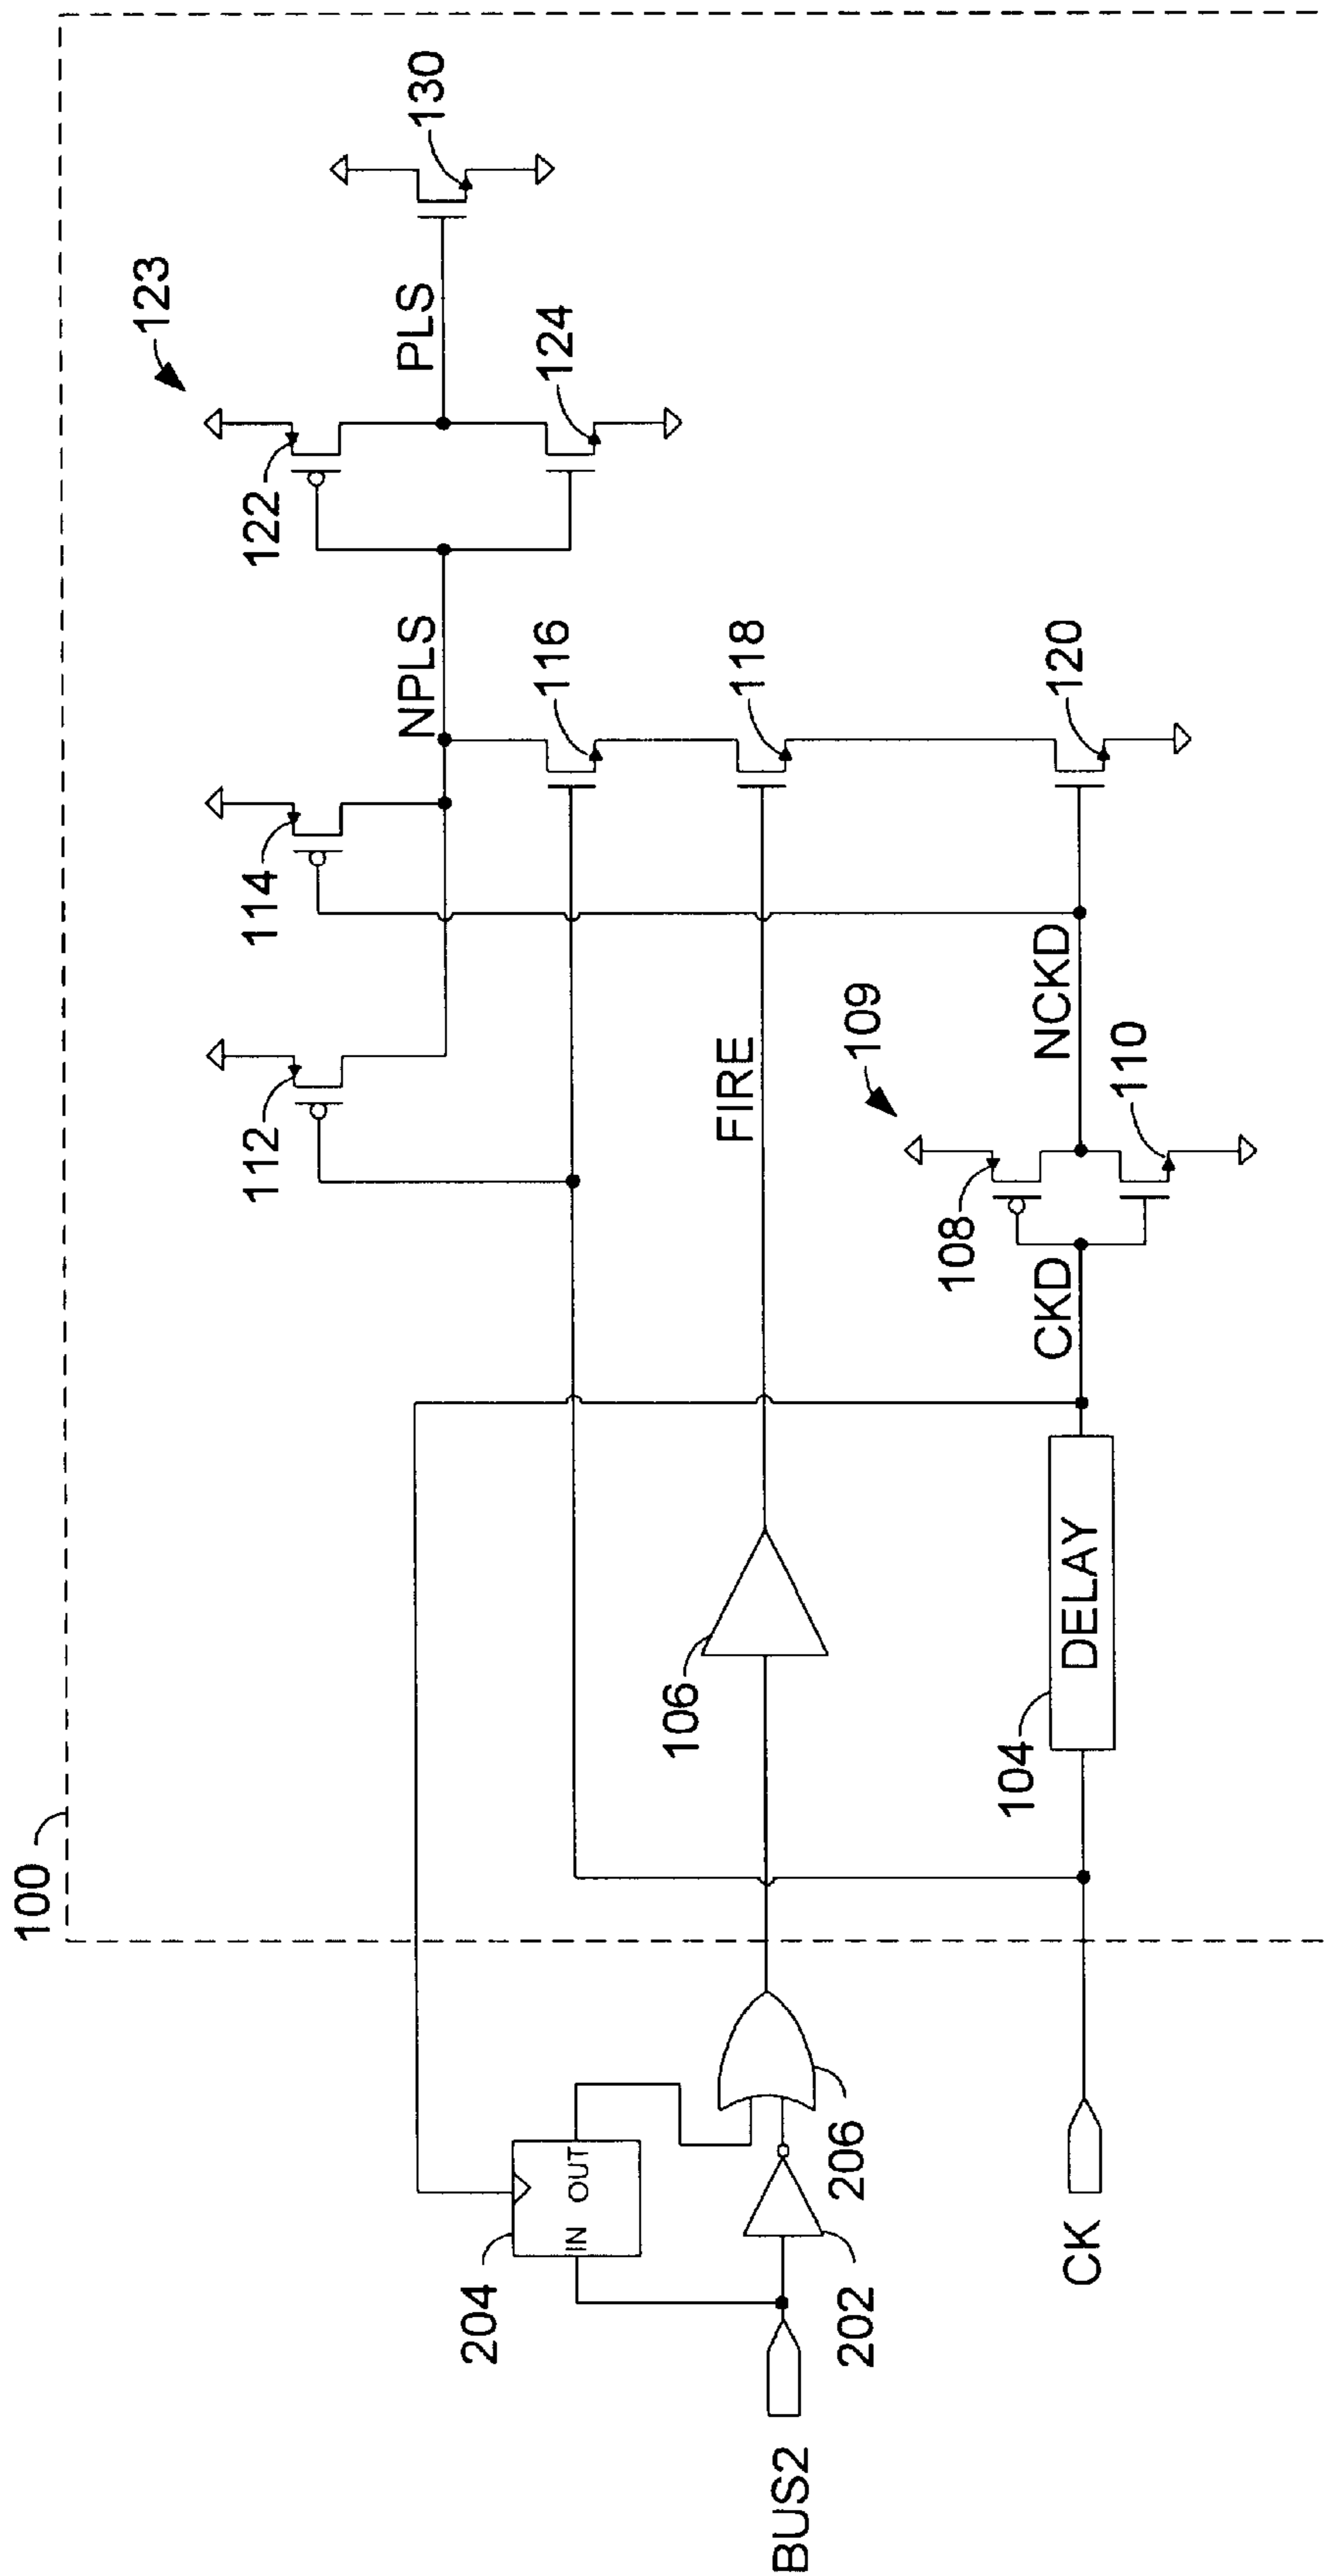 100
123
122
PLS
130
124
114
NPLS
112
116
118
120
FIRE
109
NCKD
108
110
CKD
106
104
DELAY
204
IN OUT
206
202
BUS2
CK